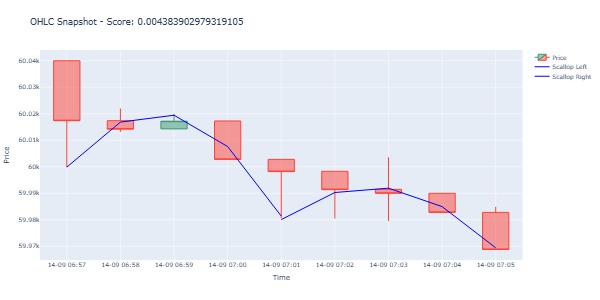 OHLC Snapshot - Score: 0.004383902979319105
Price
Scallop Left
Scallop Right
60.04k
60.03k
60.02k
60.01k
60k
59.99k
59.98k
59.97k
Price
14-09 06:57
14-09 06:58
14-09 06:59
14-09 07:00
14-09 07:01
14-09 07:02
14-09 07:03
14-09 07:04
14-09 07:05
Time